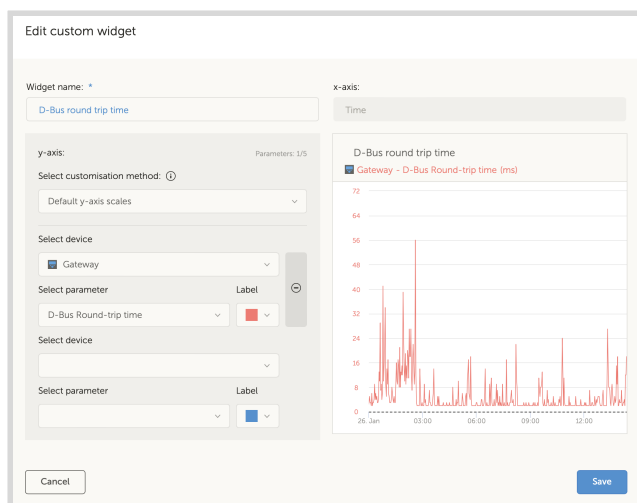 Edit custom widget
Widget name: *
D-Bus round trip time
x-axis:
Time
y-axis:
Parameters: 1/5
Select customisation method:
Default y-axis scales
Select device
Gateway
Select parameter
Label
D-Bus Round-trip time
Select device
Select parameter
Label
D-Bus round trip time
Gateway - D-Bus Round-trip time (ms)
72
64
56
48
40
32
24
16
8
0
26. Jan 03:00 06:00 09:00 12:00
Cancel
Save